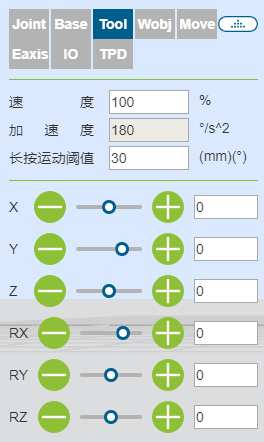 Joint Base Tool Wobj Move
Eaxis IO TPD
速 度 100 %
加 速 度 180 °/s^2
长按运动阈值 30 (mm)(°)
X 0
Y 0
Z 0
RX 0
RY 0
RZ 0